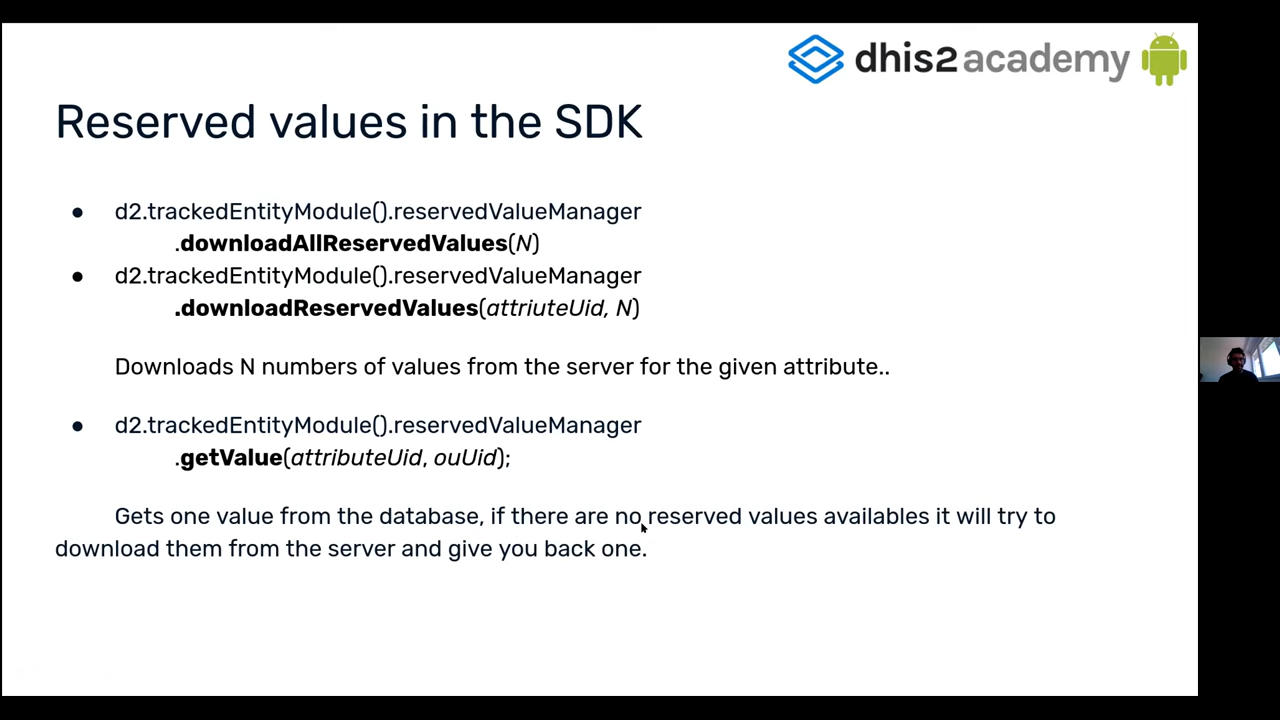 dhis2 academy
Reserved values in the SDK
● d2.trackedEntityModule().reservedValueManager
.downloadAllReservedValues(N)
● d2.trackedEntityModule().reservedValueManager
.downloadReservedValues(attriuteUid, N)
Downloads N numbers of values from the server for the given attribute..
● d2.trackedEntityModule().reservedValueManager
.getValue(attributeUid, ouUid);
Gets one value from the database, if there are no reserved values availables it will try to
download them from the server and give you back one.